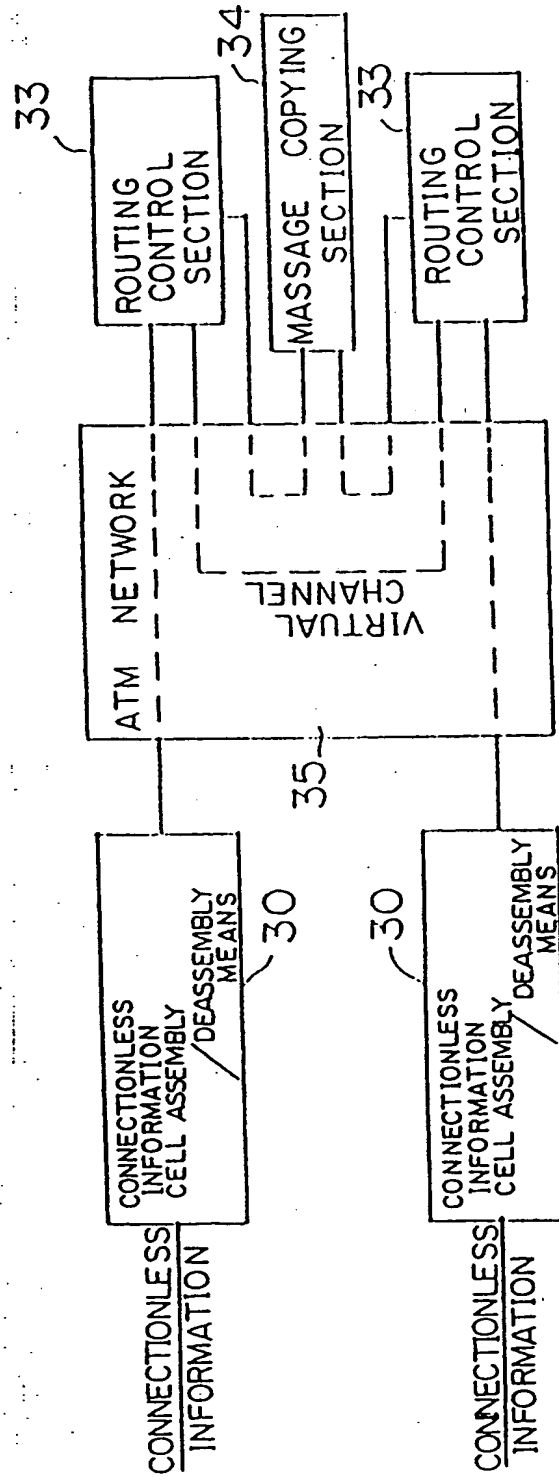 CONNECTIONLESS
INFORMATION
CONNECTIONLESS
INFORMATION
CELL ASSEMBLY
DEASSEMBLY
MEANS
30
ATM NETWORK
VIRTUAL
CHANNEL
35
ROUTING
CONTROL
SECTION
33
MASSAGE COPYING
SECTION
34
ROUTING
CONTROL
SECTION
33
CONNECTIONLESS
INFORMATION
CONNECTIONLESS
INFORMATION
CELL ASSEMBLY
DEASSEMBLY
MEANS
30